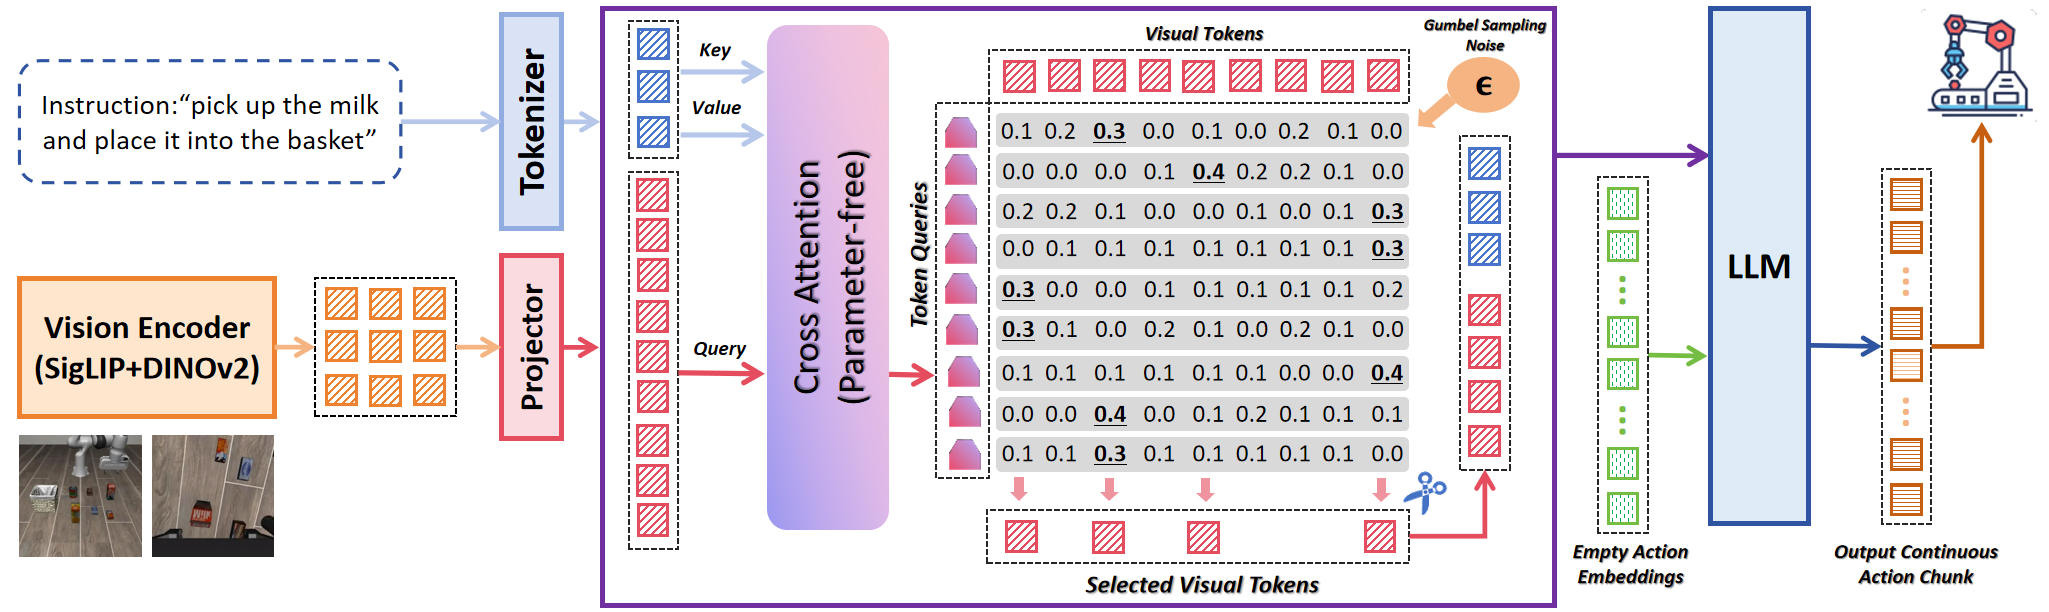 Instruction:“pick up the milk
and place it into the basket”
Tokenizer
Vision Encoder
(SigLIP+DINOv2)
Projector
Key
Value
Query
Cross Attention
(Parameter-free)
Visual Tokens
Gumbel Sampling
Noise
ϵ
Token Queries
0.1 0.2 0.3 0.0 0.1 0.0 0.2 0.1 0.0
0.0 0.0 0.0 0.1 0.4 0.2 0.2 0.1 0.0
0.2 0.2 0.1 0.0 0.0 0.1 0.0 0.1 0.3
0.0 0.1 0.1 0.1 0.1 0.1 0.1 0.1 0.3
0.3 0.0 0.0 0.1 0.1 0.1 0.1 0.1 0.2
0.3 0.1 0.0 0.2 0.1 0.0 0.2 0.1 0.0
0.1 0.1 0.1 0.1 0.1 0.1 0.0 0.0 0.4
0.0 0.0 0.4 0.0 0.1 0.2 0.1 0.1 0.1
0.1 0.1 0.3 0.1 0.1 0.1 0.1 0.1 0.0
Selected Visual Tokens
Empty Action
Embeddings
LLM
Output Continuous
Action Chunk